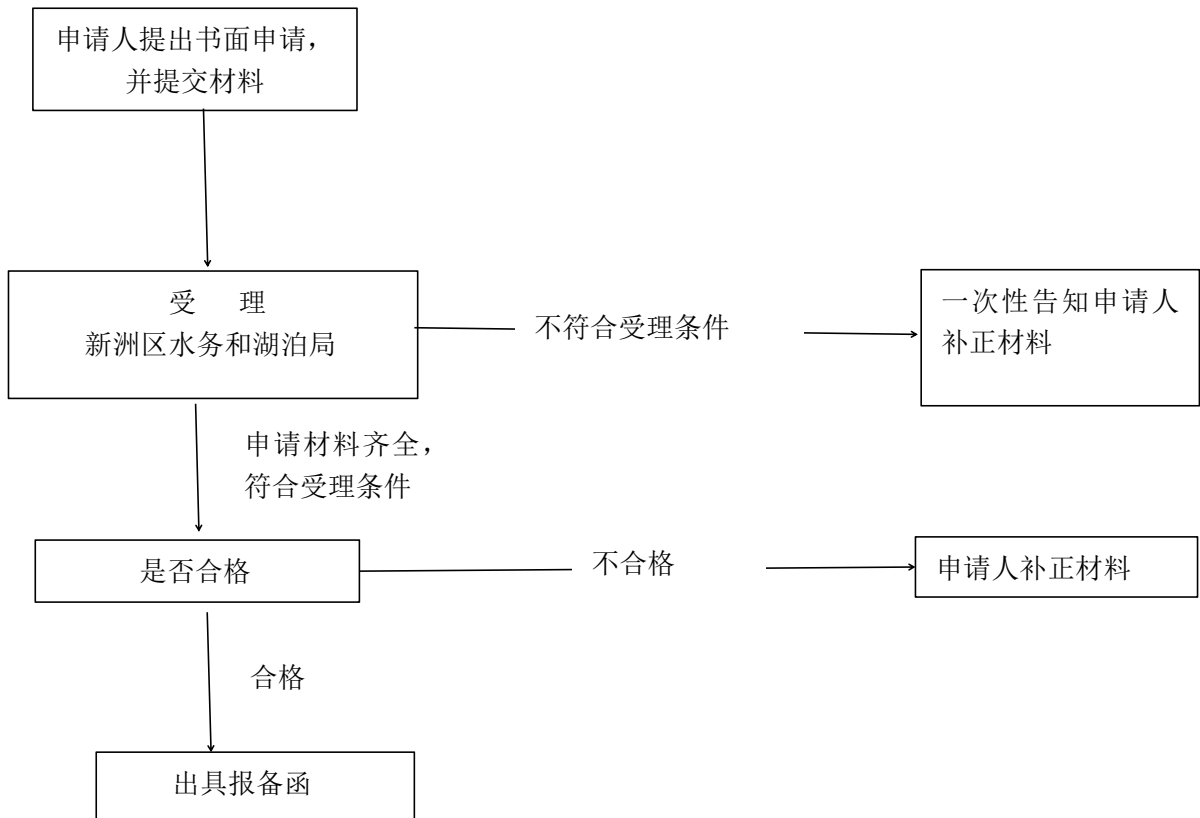 申请人提出书面申请，
并提交材料
受 理
新洲区水务和湖泊局
不符合受理条件
一次性告知申请人
补正材料
申请材料齐全，
符合受理条件
是否合格
不合格
申请人补正材料
合格
出具报备函